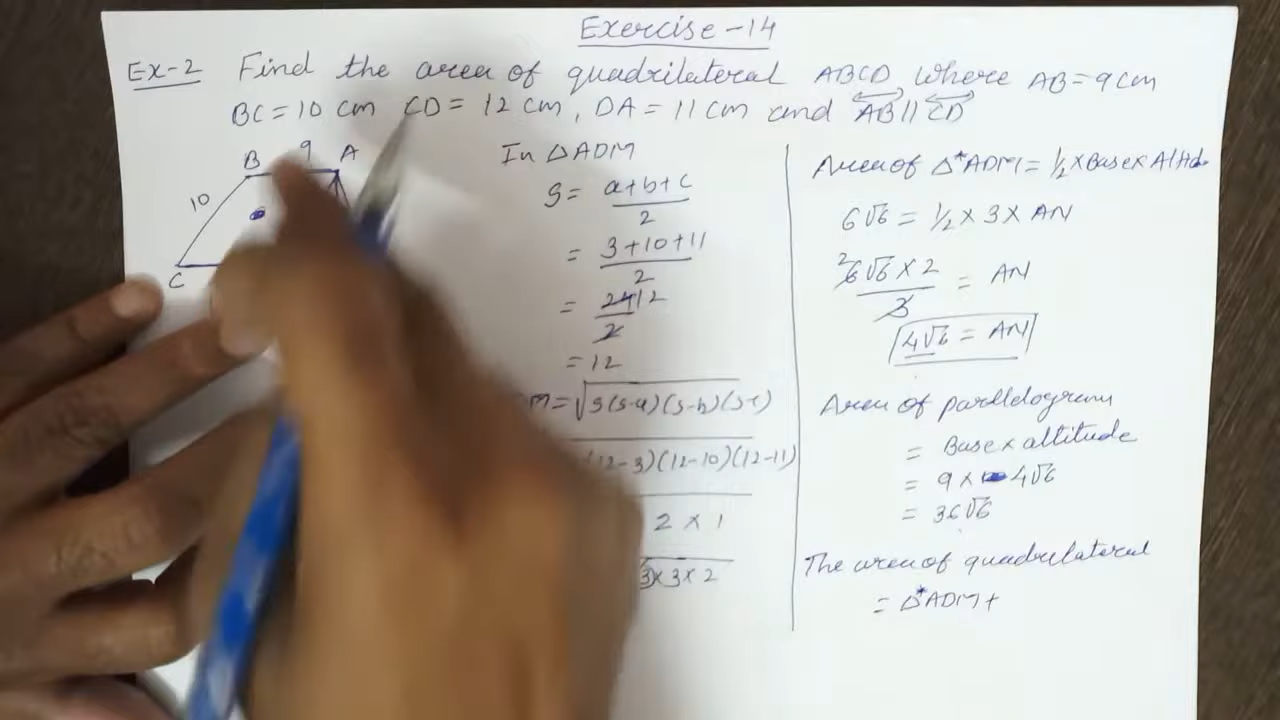 Exercise-14
Ex-2 Find the area of quadrilateral ABCD where AB = 9 cm
BC = 10 cm CD = 12 cm, DA = 11 cm and AB || CD
B 9 A
10
C
In △ADM
S = a+b+c / 2
= 3+10+11 / 2
= 24 12 / 2
= 12
M = √s(s-a)(s-b)(s-c)
(12-3)(12-10)(12-11)
2 × 1
3×3×2
Area of △ADM = 1/2 × Base × Altd.
6√6 = 1/2 × 3 × AN
2 6√6 × 2 / 3 = AN
4√6 = AN
Area of parallelogram
= Base × altitude
= 9 × 4√6
= 36√6
The area of quadrilateral
= △ADM +